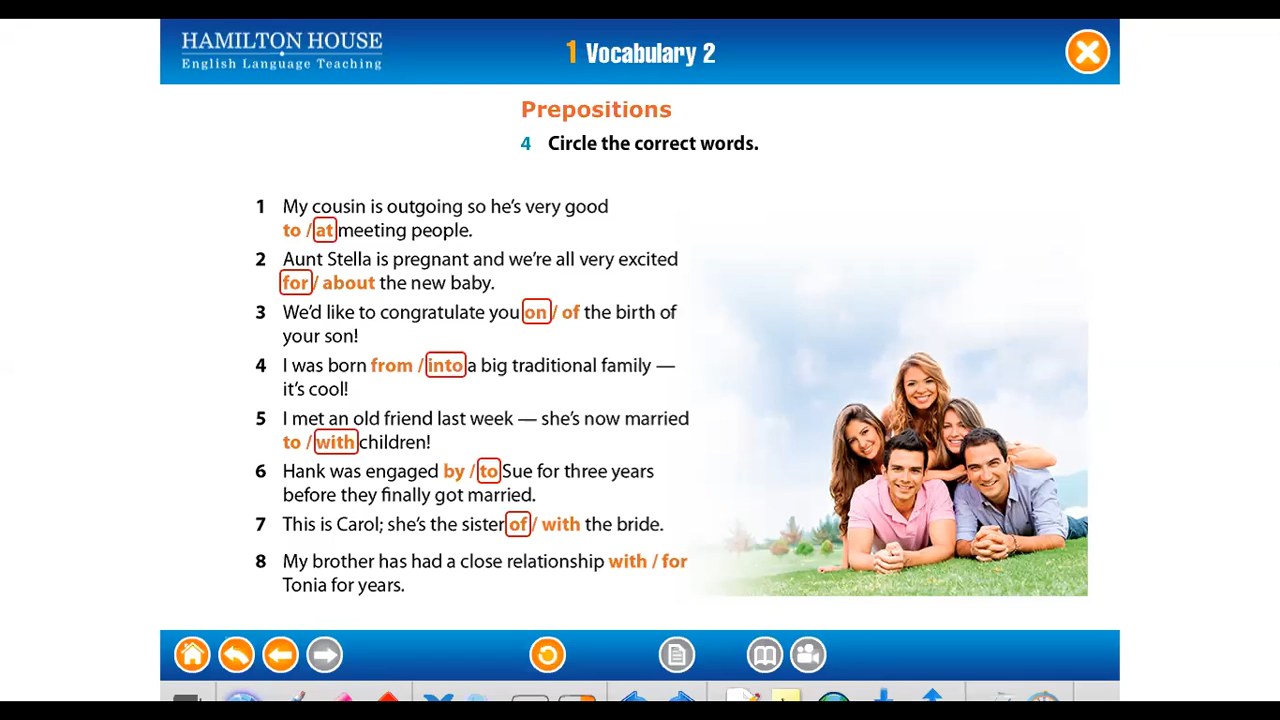 HAMILTON HOUSE
English Language Teaching
1 Vocabulary 2
Prepositions
4 Circle the correct words.
1 My cousin is outgoing so he's very good
to / at meeting people.
2 Aunt Stella is pregnant and we're all very excited
for / about the new baby.
3 We'd like to congratulate you on / of the birth of
your son!
4 I was born from / into a big traditional family —
it's cool!
5 I met an old friend last week — she's now married
to / with children!
6 Hank was engaged by / to Sue for three years
before they finally got married.
7 This is Carol; she's the sister of / with the bride.
8 My brother has had a close relationship with / for
Tonia for years.